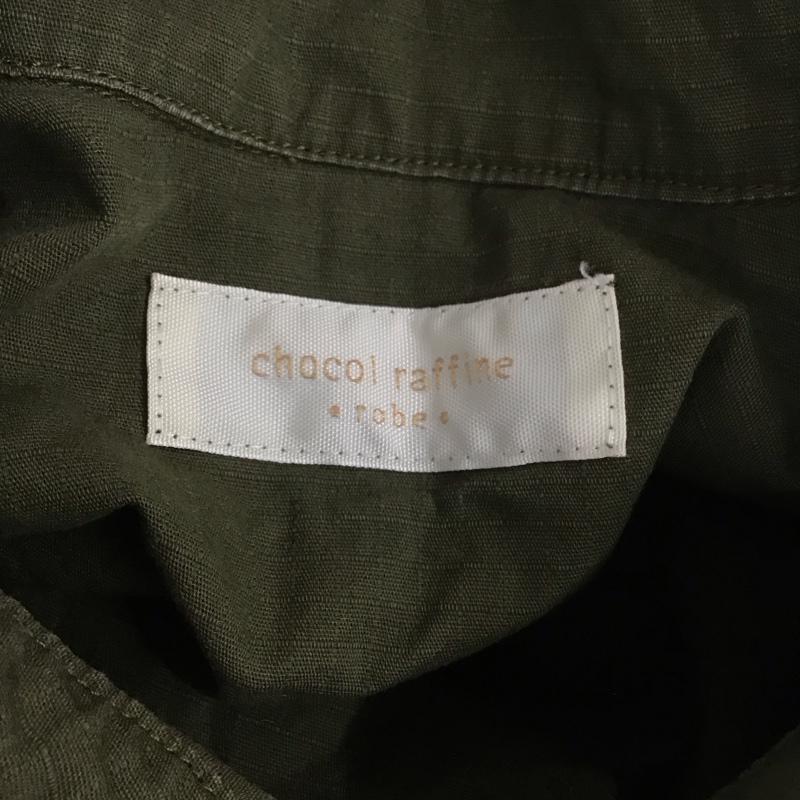 chocol raffine
• robe •